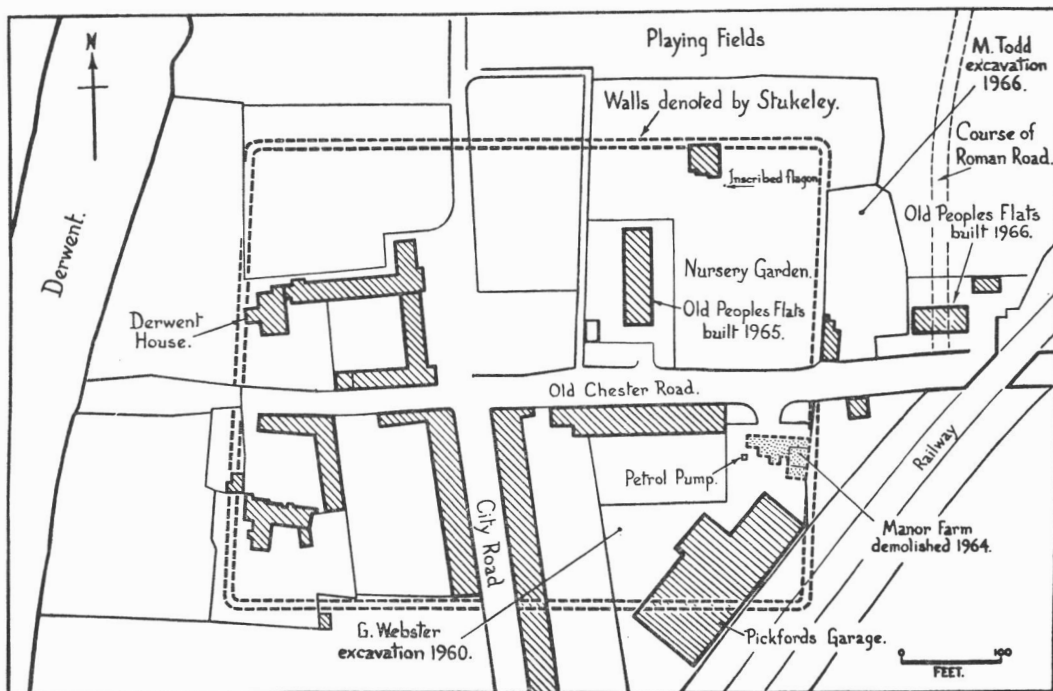 N
Playing Fields
M. Todd
excavation
1966.
Walls denoted by Stukeley.
Course of
Roman Road.
Inscribed flagon
Old Peoples Flats
built 1966.
Derwent.
Nursery Garden.
Derwent
House.
Old Peoples Flats
built 1965.
Old Chester Road.
Railway
Petrol Pump.
City Road
Manor Farm
demolished 1964.
G. Webster
excavation 1960.
Pickfords Garage.
0 100
FEET.